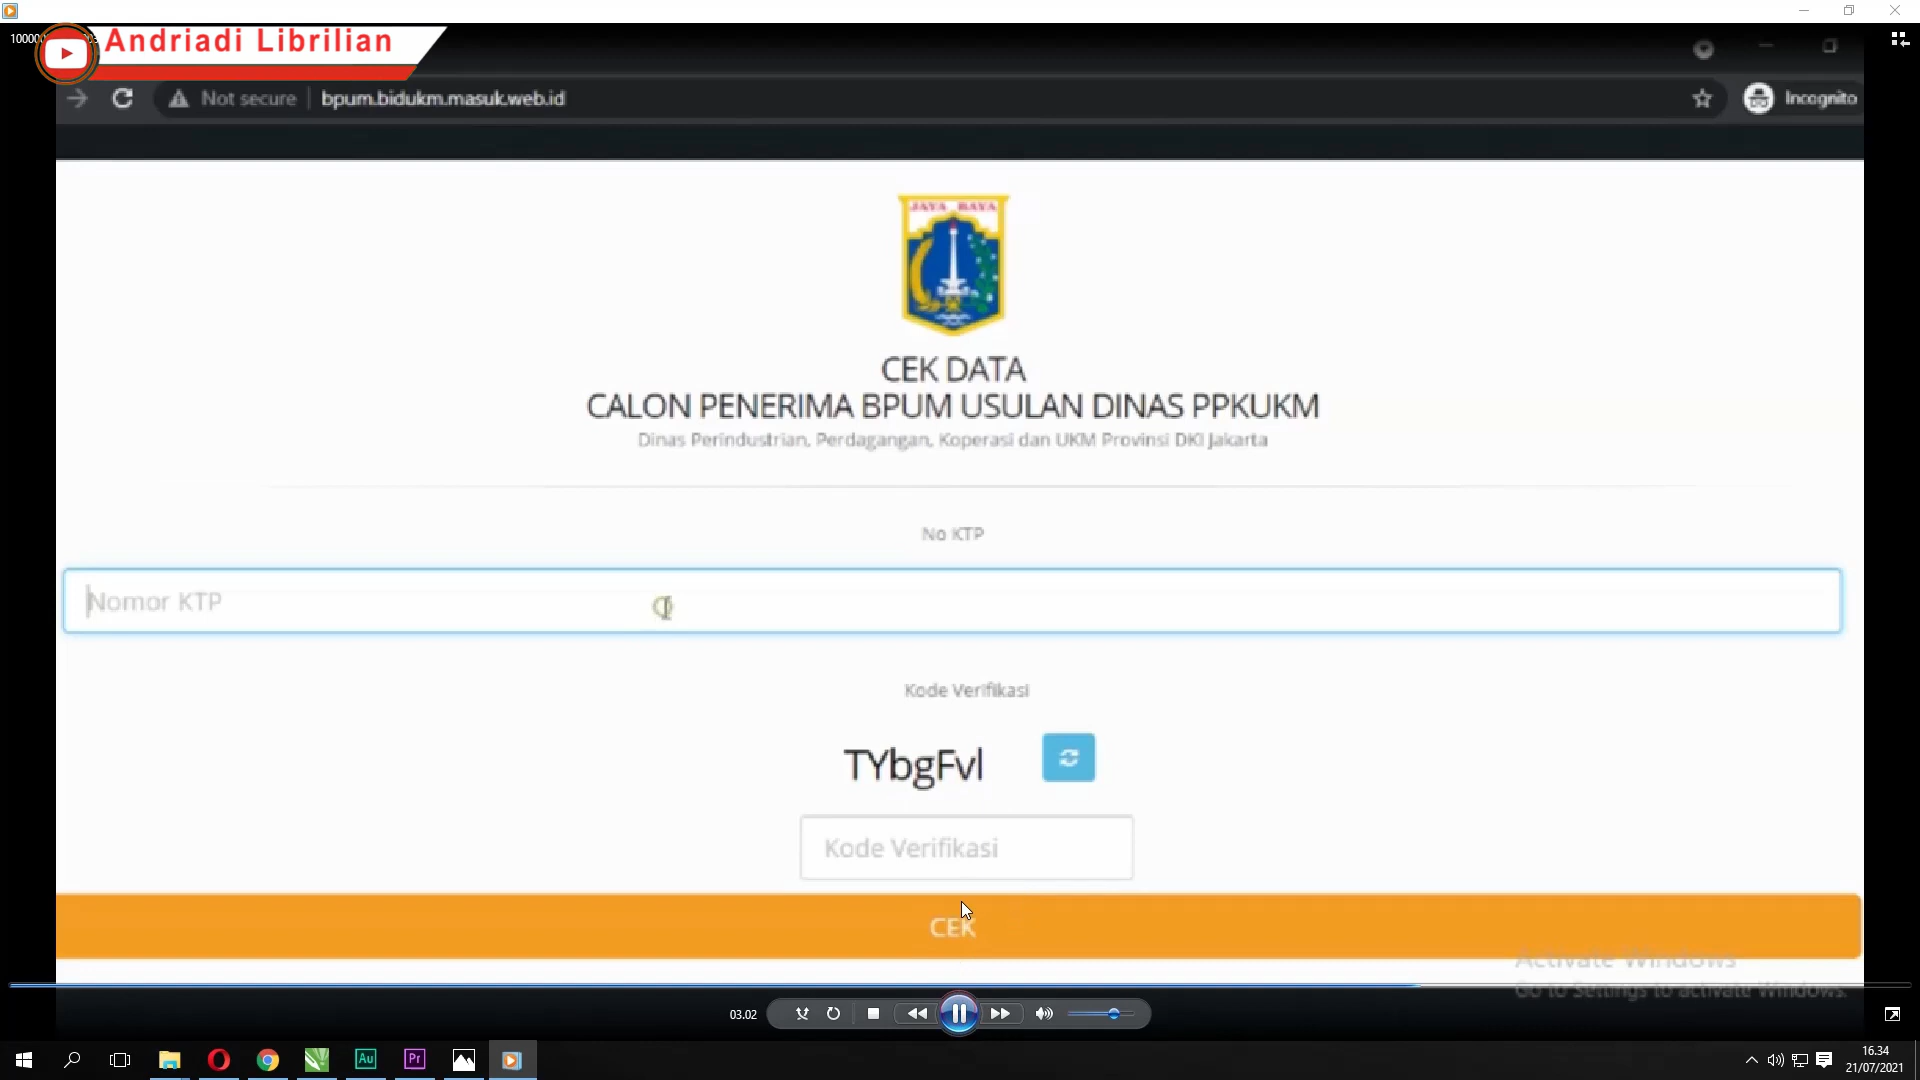 Andriadi Librilian
Not secure
bpum.bidukm.masuk.web.id
Incognito
JAYA RAYA
CEK DATA
CALON PENERIMA BPUM USULAN DINAS PPKUKM
Dinas Perindustrian, Perdagangan, Koperasi dan UKM Provinsi DKI Jakarta
No KTP
Nomor KTP
Kode Verifikasi
TYbgFvl
Kode Verifikasi
CEK
Activate Windows
Go to Settings to activate Windows.
03.02
Au
Pr
16.34
21/07/2021